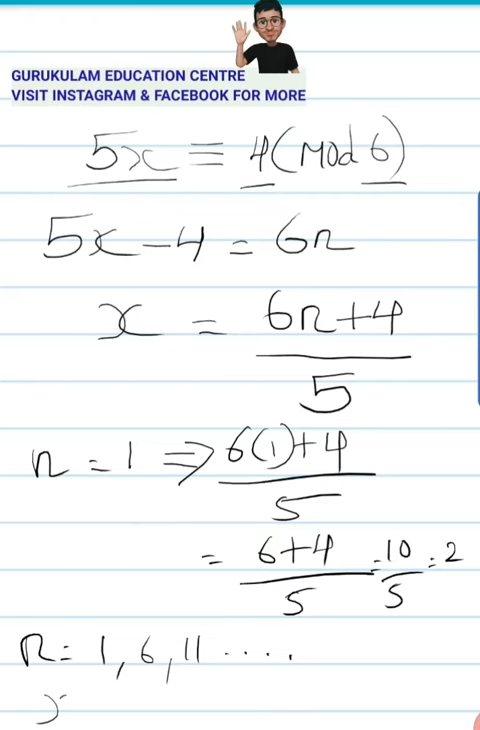 GURUKULAM EDUCATION CENTRE
VISIT INSTAGRAM & FACEBOOK FOR MORE
5x ≡ 4 (Mod 6)
5x - 4 = 6n
x = 6n+4 / 5
n = 1 ⇒ 6(1)+4 / 5
= 6+4 / 5 = 10 / 5 = 2
n = 1, 6, 11 .....
x